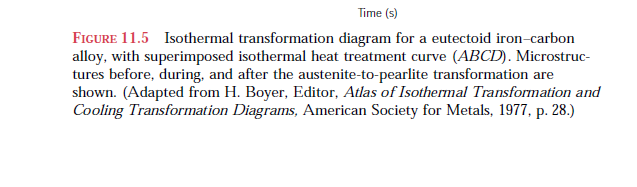 Time (s)
FIGURE 11.5 Isothermal transformation diagram for a eutectoid iron–carbon
alloy, with superimposed isothermal heat treatment curve (ABCD). Microstruc-
tures before, during, and after the austenite-to-pearlite transformation are
shown. (Adapted from H. Boyer, Editor, Atlas of Isothermal Transformation and
Cooling Transformation Diagrams, American Society for Metals, 1977, p. 28.)